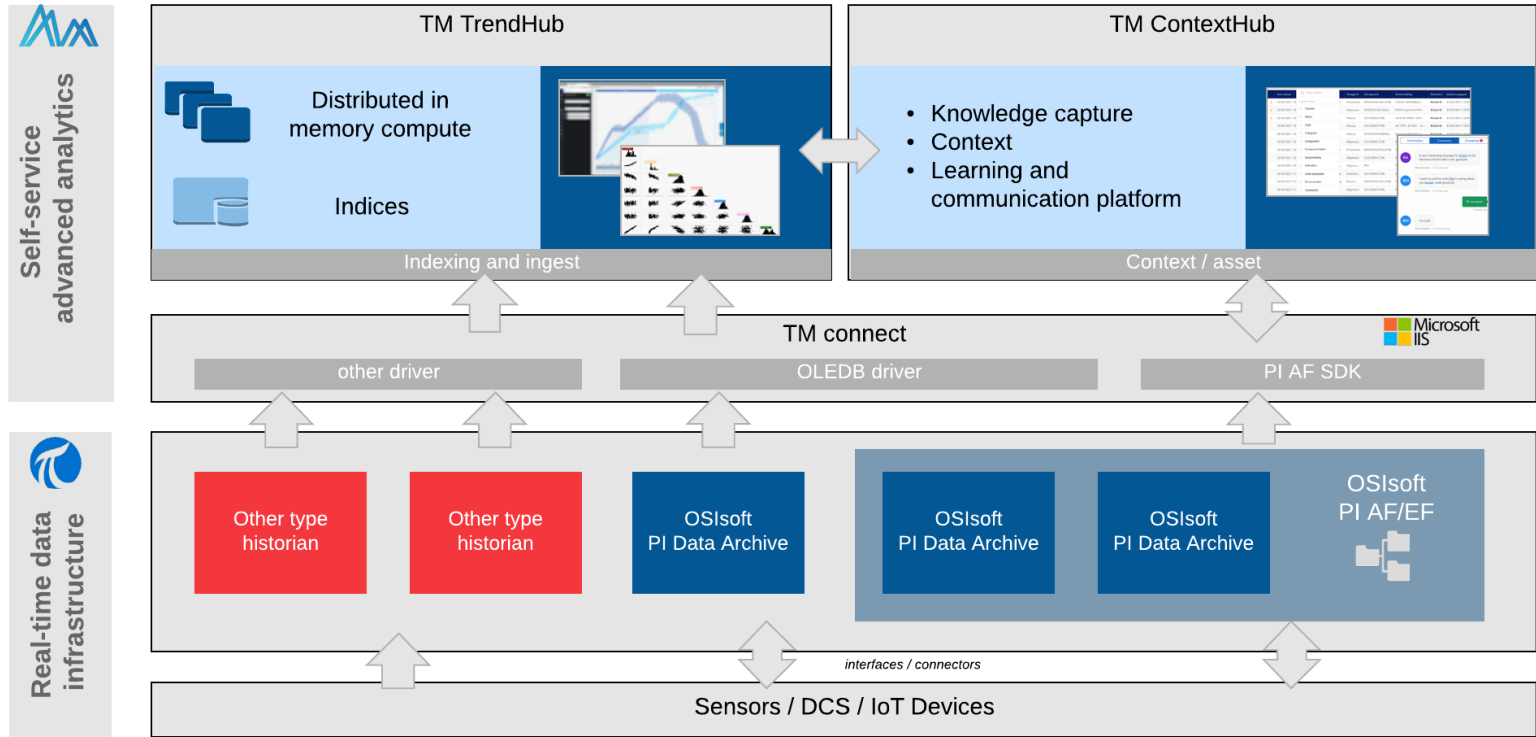 Self-service
advanced analytics
TM TrendHub
Distributed in
memory compute
Indices
Indexing and ingest
TM ContextHub
• Knowledge capture
• Context
• Learning and
communication platform
Context / asset
TM connect
Microsoft
IIS
other driver
OLEDB driver
PI AF SDK
Real-time data
infrastructure
Other type
historian
Other type
historian
OSIsoft
PI Data Archive
OSIsoft
PI Data Archive
OSIsoft
PI Data Archive
OSIsoft
PI AF/EF
interfaces / connectors
Sensors / DCS / IoT Devices